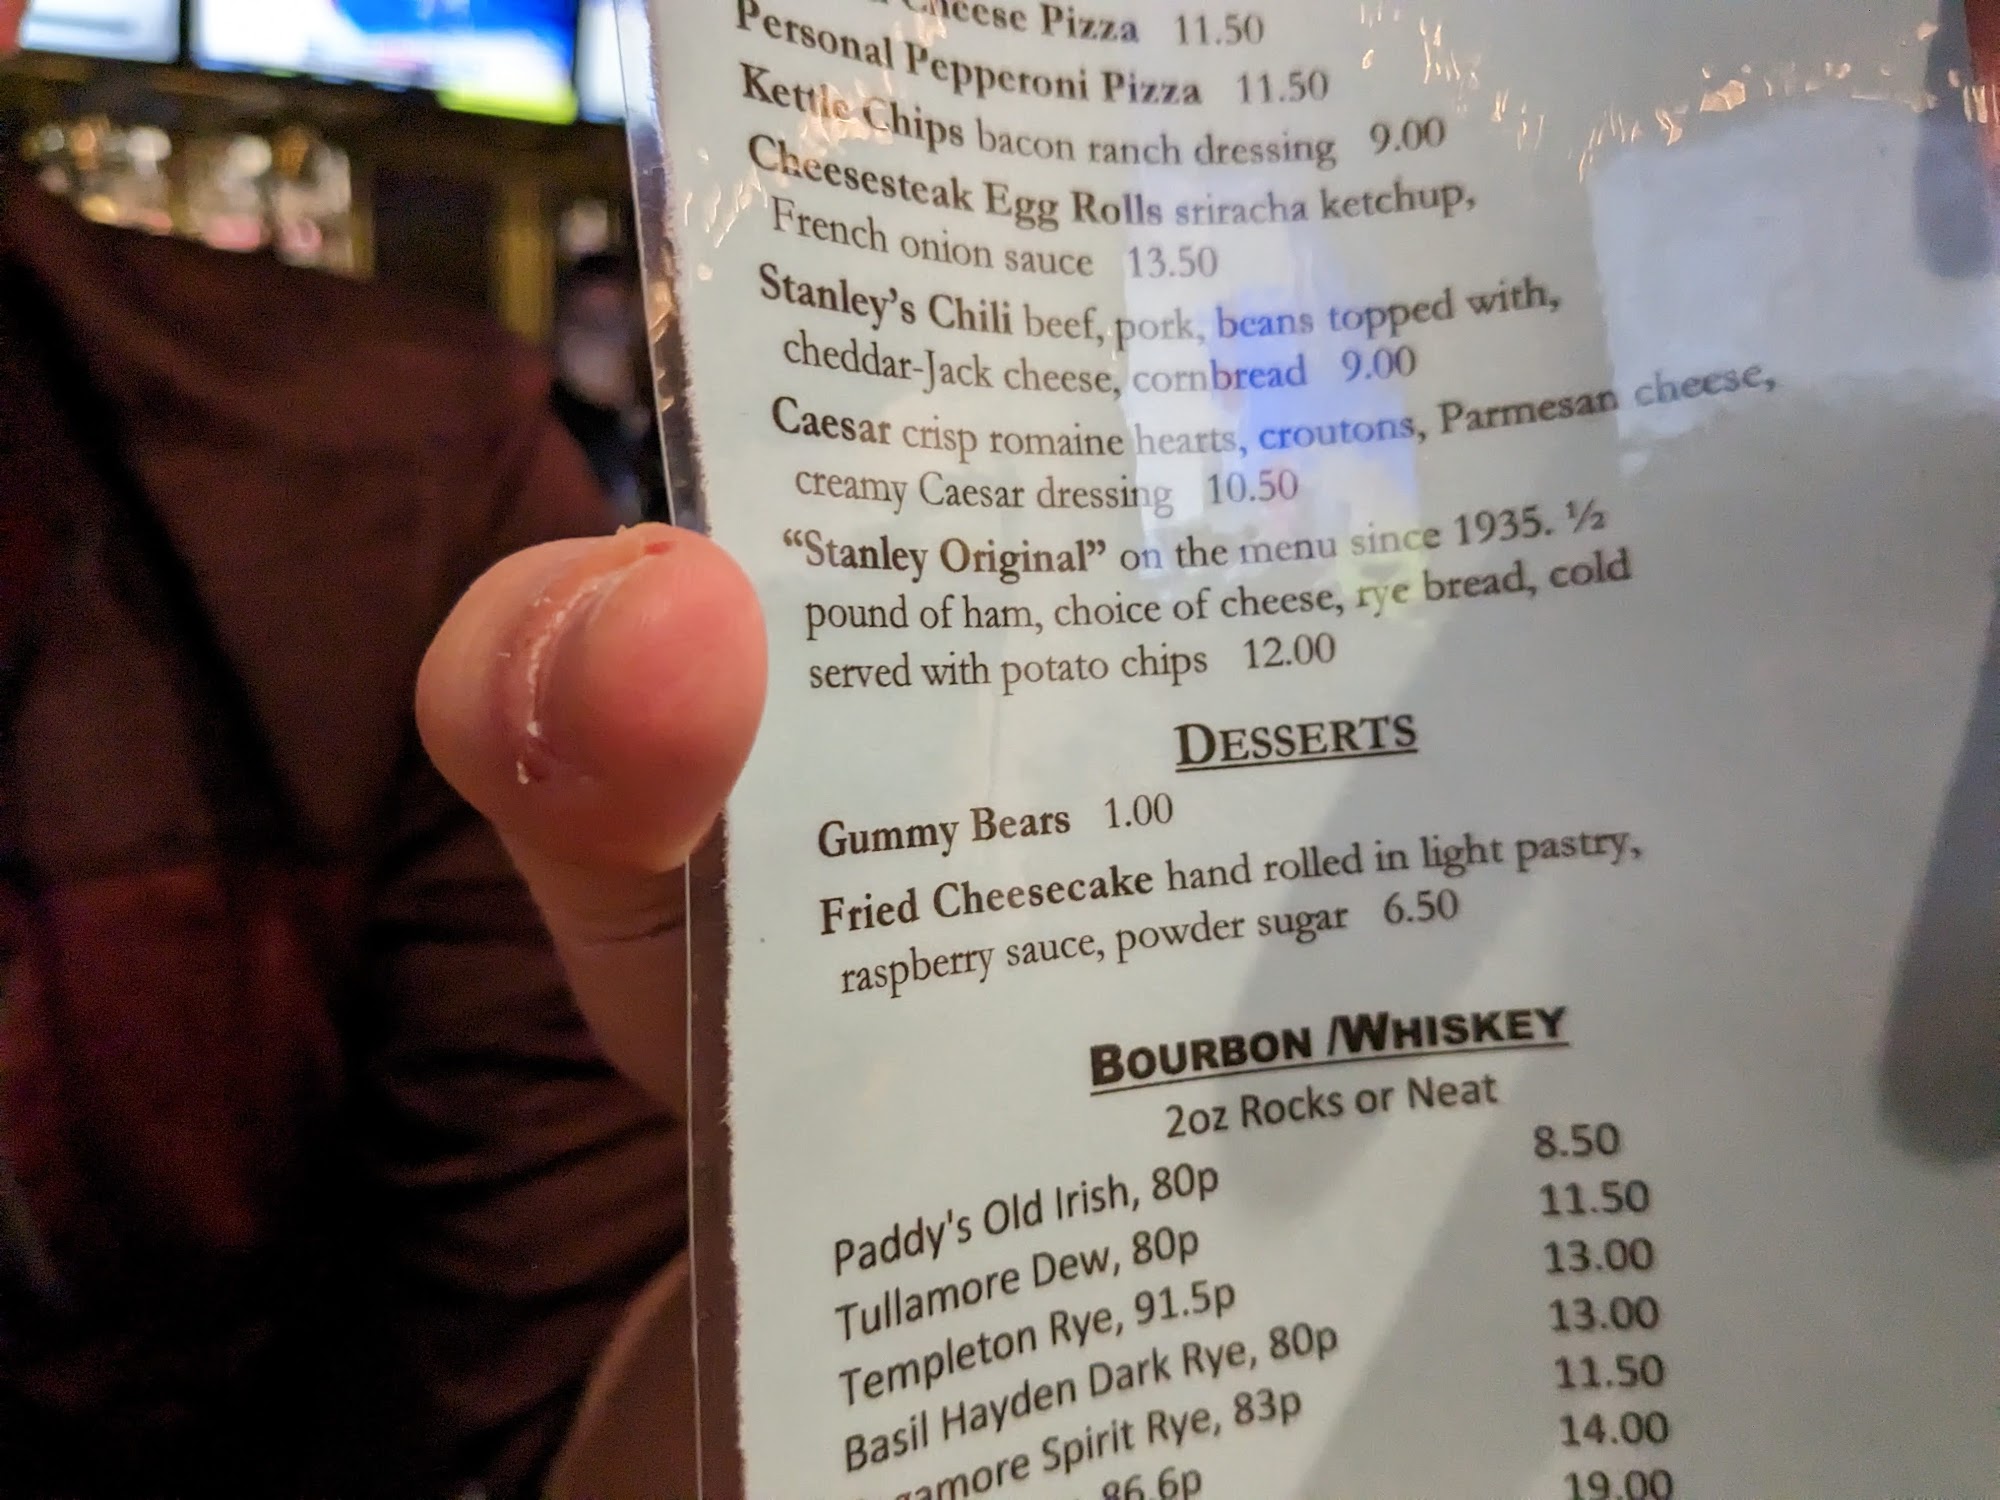 Cheese Pizza 11.50
Personal Pepperoni Pizza 11.50
Kettle Chips bacon ranch dressing 9.00
Cheesesteak Egg Rolls sriracha ketchup,
French onion sauce 13.50
Stanley's Chili beef, pork, beans topped with,
cheddar-Jack cheese, cornbread 9.00
Caesar crisp romaine hearts, croutons, Parmesan cheese,
creamy Caesar dressing 10.50
“Stanley Original” on the menu since 1935. ½
pound of ham, choice of cheese, rye bread, cold
served with potato chips 12.00
DESSERTS
Gummy Bears 1.00
Fried Cheesecake hand rolled in light pastry,
raspberry sauce, powder sugar 6.50
BOURBON /WHISKEY
2oz Rocks or Neat
Paddy's Old Irish, 80p 8.50
Tullamore Dew, 80p 11.50
Templeton Rye, 91.5p 13.00
Basil Hayden Dark Rye, 80p 13.00
Spirit Rye, 83p 11.50
86.6p 14.00
19.00